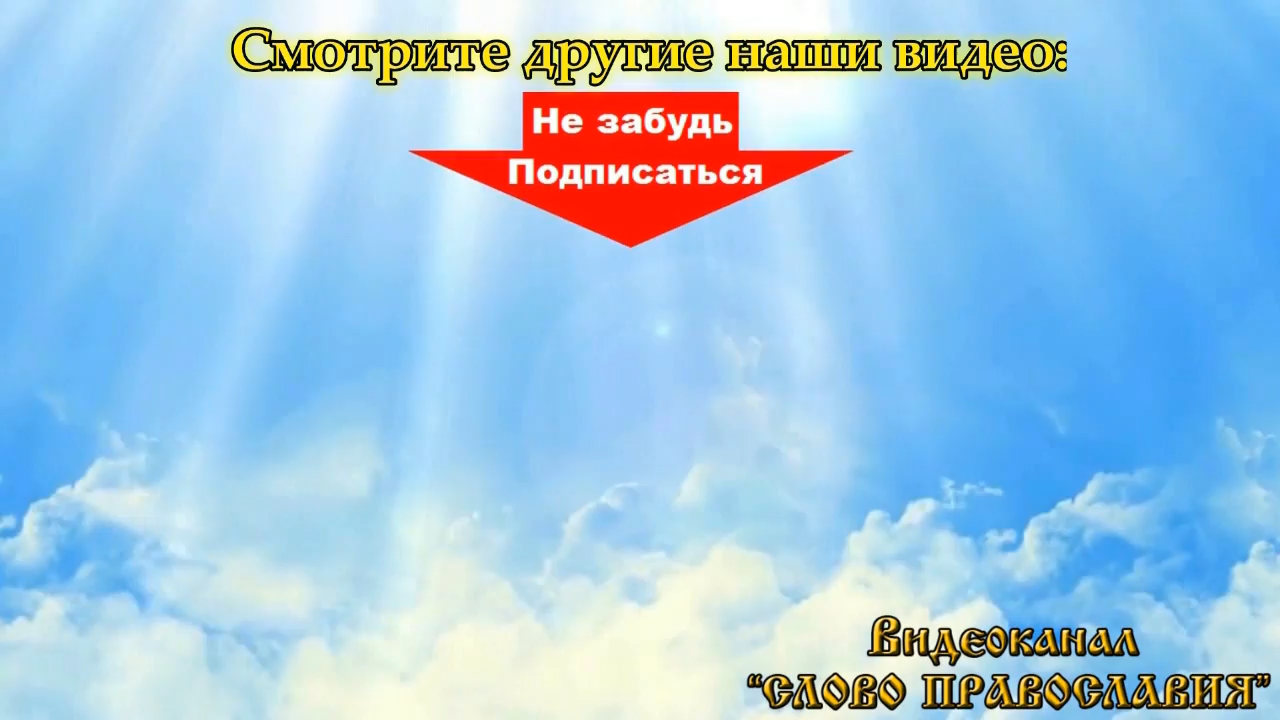 Смотрите другие наши видео:
Не забудь
Подписаться
Видеоканал
“СЛОВО ПРАВОСЛАВИЯ”